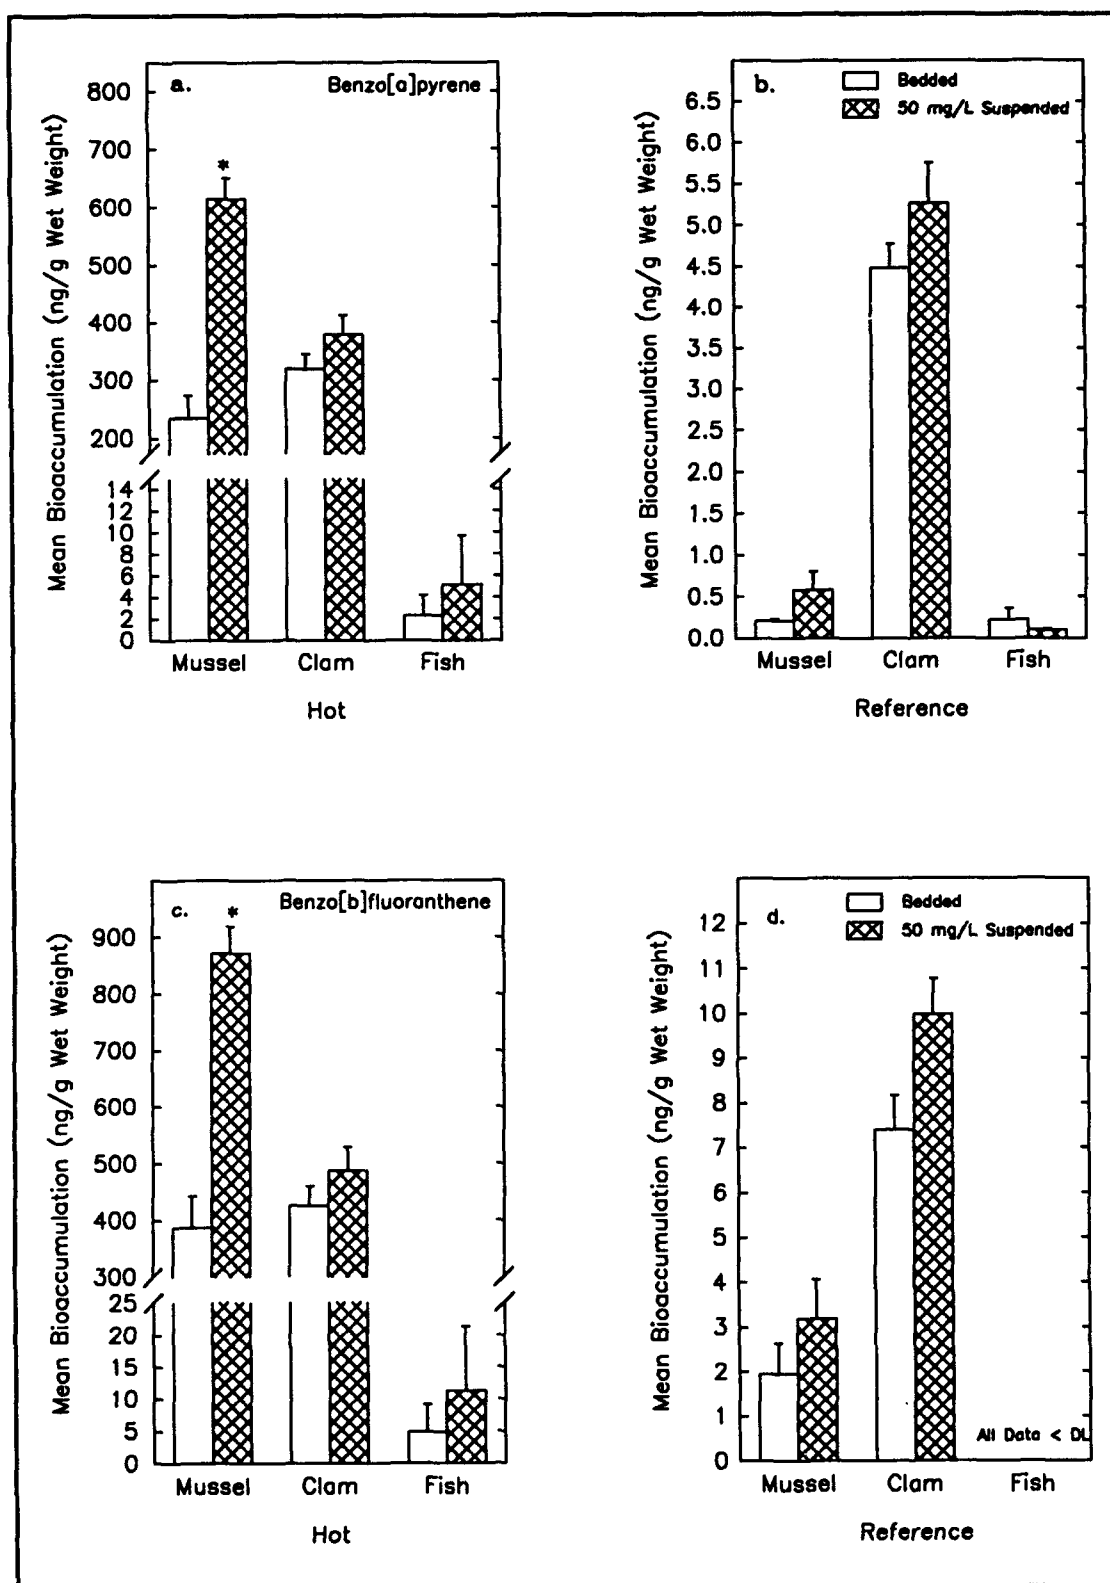 a.
Benzo[a]pyrene
Mean Bioaccumulation (ng/g Wet Weight)
800
700
600
500
400
300
200
14
12
10
8
6
4
2
0
*
Mussel Clam Fish
Hot
b.
Bedded
50 mg/L Suspended
Mean Bioaccumulation (ng/g Wet Weight)
6.5
6.0
5.5
5.0
4.5
4.0
3.5
3.0
2.5
2.0
1.5
1.0
0.5
0.0
Mussel Clam Fish
Reference
c.
Benzo[b]fluoranthene
Mean Bioaccumulation (ng/g Wet Weight)
900
800
700
600
500
400
300
25
20
15
10
5
0
*
Mussel Clam Fish
Hot
d.
Bedded
50 mg/L Suspended
Mean Bioaccumulation (ng/g Wet Weight)
12
11
10
9
8
7
6
5
4
3
2
1
0
All Data < DL
Mussel Clam Fish
Reference